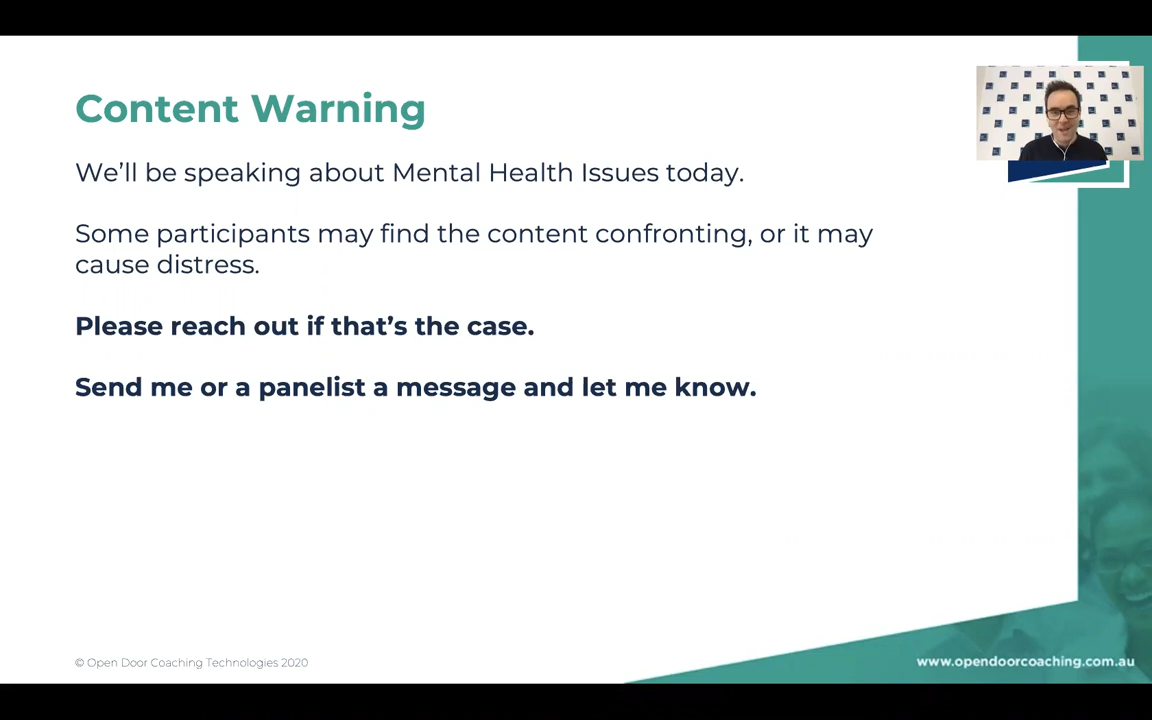 Content Warning
We’ll be speaking about Mental Health Issues today.
Some participants may find the content confronting, or it may
cause distress.
Please reach out if that’s the case.
Send me or a panelist a message and let me know.
© Open Door Coaching Technologies 2020
www.opendoorcoaching.com.au